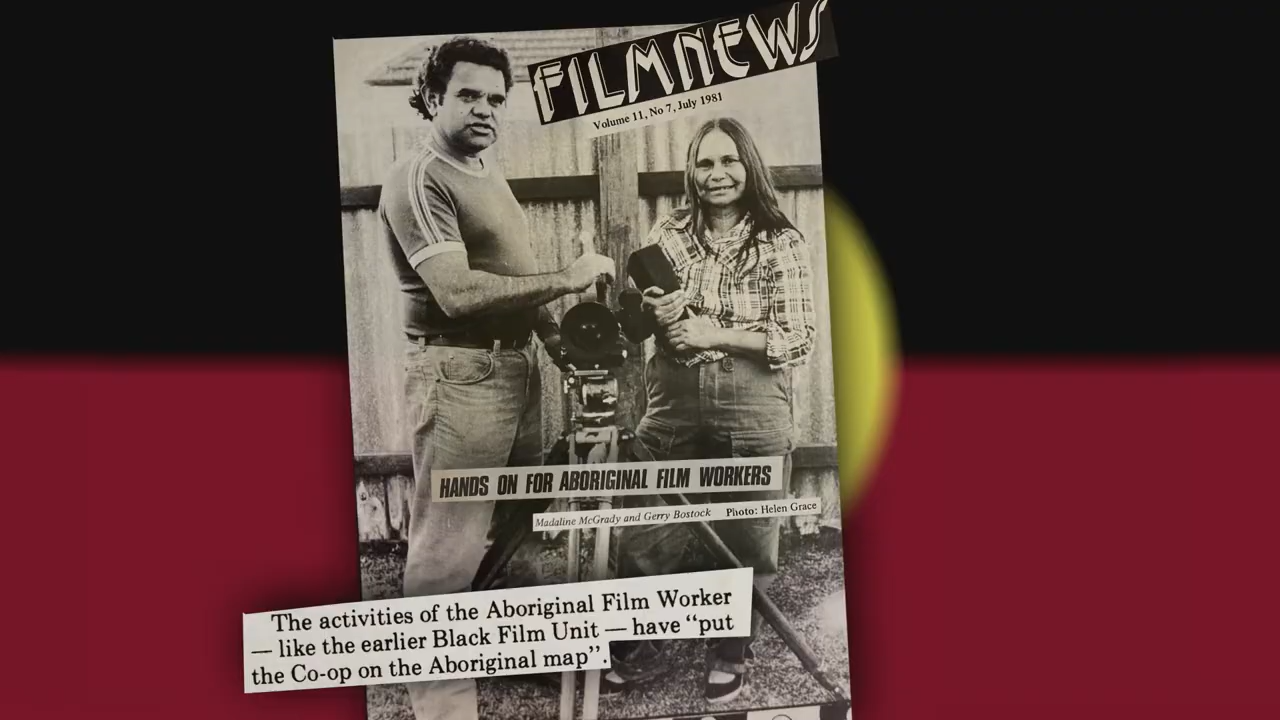 FILMNEWS
Volume 11, No 7, July 1981
HANDS ON FOR ABORIGINAL FILM WORKERS
Madaline McGrady and Gerry Bostock Photo: Helen Grace
The activities of the Aboriginal Film Worker
— like the earlier Black Film Unit — have “put
the Co-op on the Aboriginal map”.